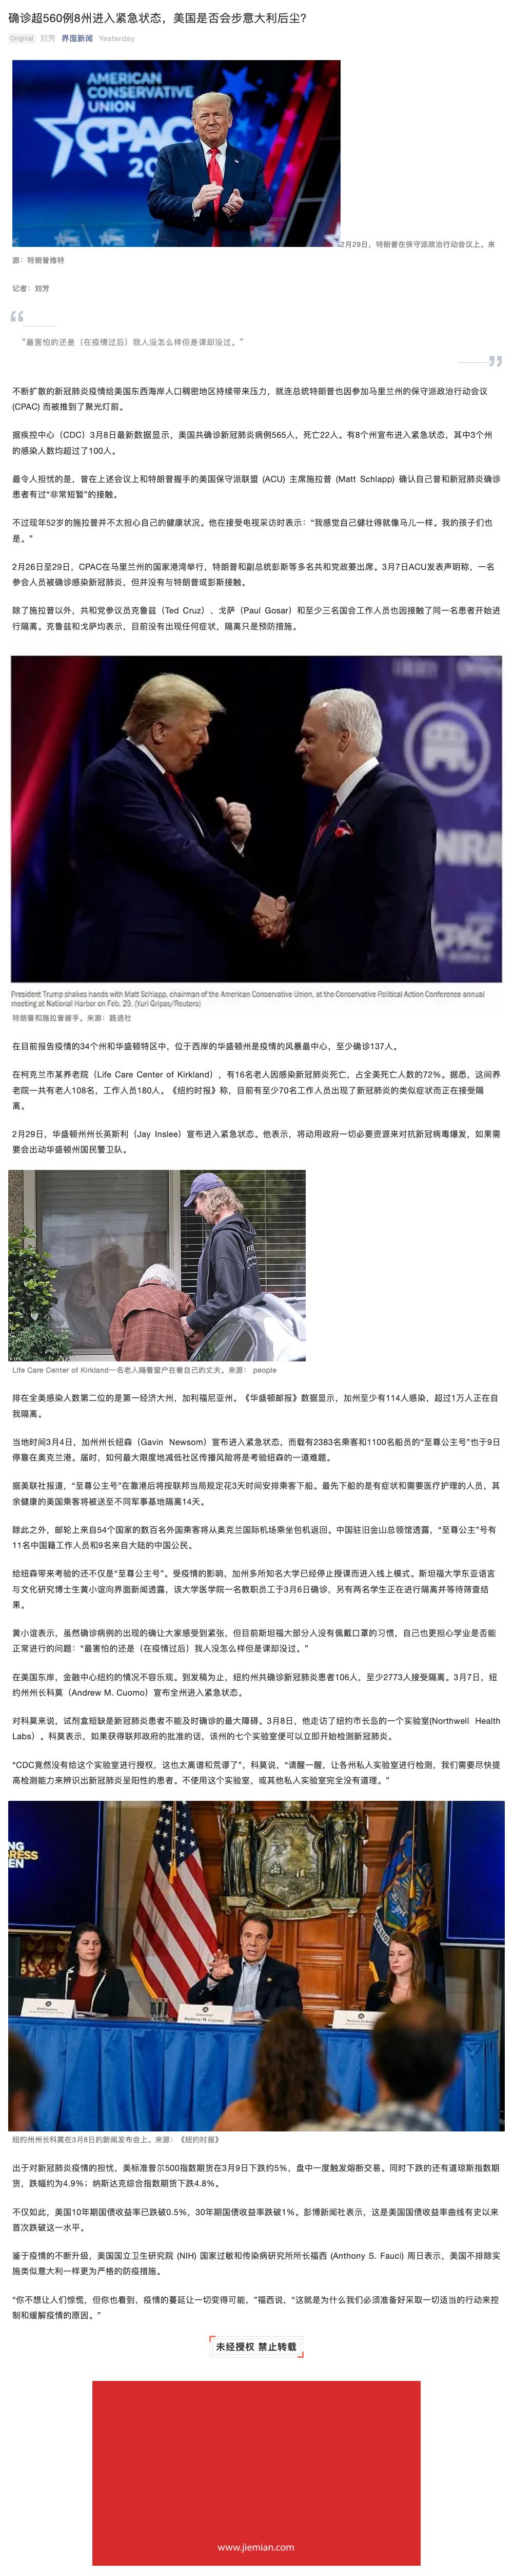 确诊超560例8州进入紧急状态，美国是否会步意大利后尘？
Original 刘芳 界面新闻 Yesterday
AMERICAN
CONSERVATIVE
UNION
CPAC
20
2月29日，特朗普在保守派政治行动会议上。来
源：特朗普推特
记者：刘芳
“最害怕的还是（在疫情过后）我人没怎么样但是课却没过。”
不断扩散的新冠肺炎疫情给美国东西海岸人口稠密地区持续带来压力，就连总统特朗普也因参加马里兰州的保守派政治行动会议
(CPAC) 而被推到了聚光灯前。
据疾控中心（CDC）3月8日最新数据显示，美国共确诊新冠肺炎病例565人，死亡22人。有8个州宣布进入紧急状态，其中3个州
的感染人数均超过了100人。
最令人担忧的是，曾在上述会议上和特朗普握手的美国保守派联盟 (ACU) 主席施拉普 (Matt Schlapp) 确认自己曾和新冠肺炎确诊
患者有过“非常短暂”的接触。
不过现年52岁的施拉普并不太担心自己的健康状况。他在接受电视采访时表示：“我感觉自己健壮得就像马儿一样。我的孩子们也
是。”
2月26日至29日，CPAC在马里兰州的国家港湾举行，特朗普和副总统彭斯等多名共和党政要出席。3月7日ACU发表声明称，一名
参会人员被确诊感染新冠肺炎，但并没有与特朗普或彭斯接触。
除了施拉普以外，共和党参议员克鲁兹（Ted Cruz）、戈萨（Paul Gosar）和至少三名国会工作人员也因接触了同一名患者开始进
行隔离。克鲁兹和戈萨均表示，目前没有出现任何症状，隔离只是预防措施。
NRA
President Trump shakes hands with Matt Schlapp, chairman of the American Conservative Union, at the Conservative Political Action Conference annual
meeting at National Harbor on Feb. 29. (Yuri Gripas/Reuters)
特朗普和施拉普握手。来源：路透社
在目前报告疫情的34个州和华盛顿特区中，位于西岸的华盛顿州是疫情的风暴最中心，至少确诊137人。
在柯克兰市某养老院（Life Care Center of Kirkland），有16名老人因感染新冠肺炎死亡，占全美死亡人数的72%。据悉，这间养
老院一共有老人108名，工作人员180人。《纽约时报》称，目前有至少70名工作人员出现了新冠肺炎的类似症状而正在接受隔
离。
2月29日，华盛顿州州长英斯利（Jay Inslee）宣布进入紧急状态。他表示，将动用政府一切必要资源来对抗新冠病毒爆发，如果需
要会出动华盛顿州国民警卫队。
Life Care Center of Kirkland一名老人隔着窗户在看自己的丈夫。来源： people
排在全美感染人数第二位的是第一经济大州，加利福尼亚州。《华盛顿邮报》数据显示，加州至少有114人感染，超过1万人正在自
我隔离。
当地时间3月4日，加州州长纽森（Gavin Newsom）宣布进入紧急状态，而载有2383名乘客和1100名船员的“至尊公主号”也于9日
停靠在奥克兰港。届时，如何最大限度地减低社区传播风险将是考验纽森的一道难题。
据美联社报道，“至尊公主号”在靠港后将按联邦当局规定花3天时间安排乘客下船。最先下船的是有症状和需要医疗护理的人员，其
余健康的美国乘客将被送至不同军事基地隔离14天。
除此之外，邮轮上来自54个国家的数百名外国乘客将从奥克兰国际机场乘坐包机返回。中国驻旧金山总领馆透露，“至尊公主”号有
11名中国籍工作人员和9名来自大陆的中国公民。
给纽森带来考验的还不仅是“至尊公主号”。受疫情的影响，加州多所知名大学已经停止授课而进入线上模式。斯坦福大学东亚语言
与文化研究博士生黄小谊向界面新闻透露，该大学医学院一名教职员工于3月6日确诊，另有两名学生正在进行隔离并等待筛查结
果。
黄小谊表示，虽然确诊病例的出现的确让大家感受到紧张，但目前斯坦福大部分人没有佩戴口罩的习惯，自己也更担心学业是否能
正常进行的问题：“最害怕的还是（在疫情过后）我人没怎么样但是课却没过。”
在美国东岸，金融中心纽约的情况不容乐观。到发稿为止，纽约州共确诊新冠肺炎患者106人，至少2773人接受隔离。3月7日，纽
约州州长科莫（Andrew M. Cuomo）宣布全州进入紧急状态。
对科莫来说，试剂盒短缺是新冠肺炎患者不能及时确诊的最大障碍。3月8日，他走访了纽约市长岛的一个实验室(Northwell Health
Labs）。科莫表示，如果获得联邦政府的批准的话，该州的七个实验室便可以立即开始检测新冠肺炎。
“CDC竟然没有给这个实验室进行授权，这也太离谱和荒谬了”，科莫说，“请醒一醒，让各州私人实验室进行检测，我们需要尽快提
高检测能力来辨识出新冠肺炎呈阳性的患者。不使用这个实验室，或其他私人实验室完全没有道理。”
纽约州州长科莫在3月8日的新闻发布会上。来源：《纽约时报》
出于对新冠肺炎疫情的担忧，美标准普尔500指数期货在3月9日下跌约5%，盘中一度触发熔断交易。同时下跌的还有道琼斯指数期
货，跌幅约为4.9%；纳斯达克综合指数期货下跌4.8%。
不仅如此，美国10年期国债收益率已跌破0.5%，30年期国债收益率跌破1%。彭博新闻社表示，这是美国国债收益率曲线有史以来
首次跌破这一水平。
鉴于疫情的不断升级，美国国立卫生研究院 (NIH) 国家过敏和传染病研究所所长福西 (Anthony S. Fauci) 周日表示，美国不排除实
施类似意大利一样更为严格的防疫措施。
“你不想让人们惊慌，但你也看到，疫情的蔓延让一切变得可能，”福西说，“这就是为什么我们必须准备好采取一切适当的行动来控
制和缓解疫情的原因。”
未经授权 禁止转载
www.jiemian.com